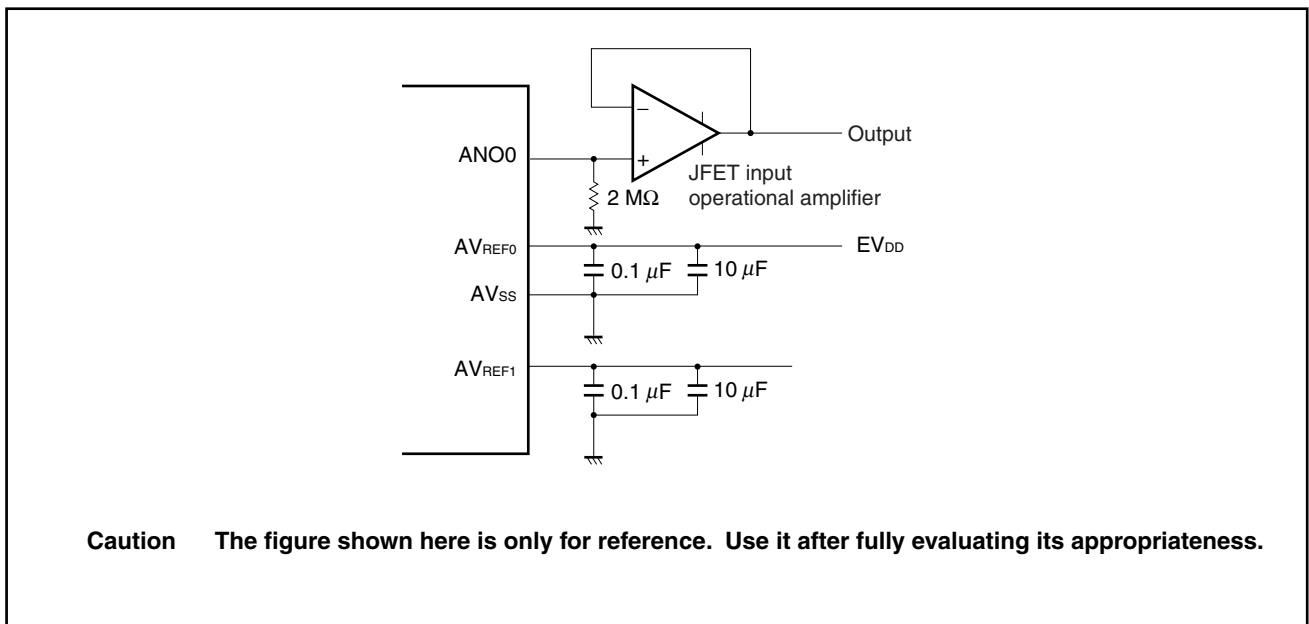 ANO0
−
+
Output
JFET input
operational amplifier
2 MΩ
AVREF0
EVDD
0.1 μF
10 μF
AVSS
AVREF1
0.1 μF
10 μF
Caution The figure shown here is only for reference. Use it after fully evaluating its appropriateness.